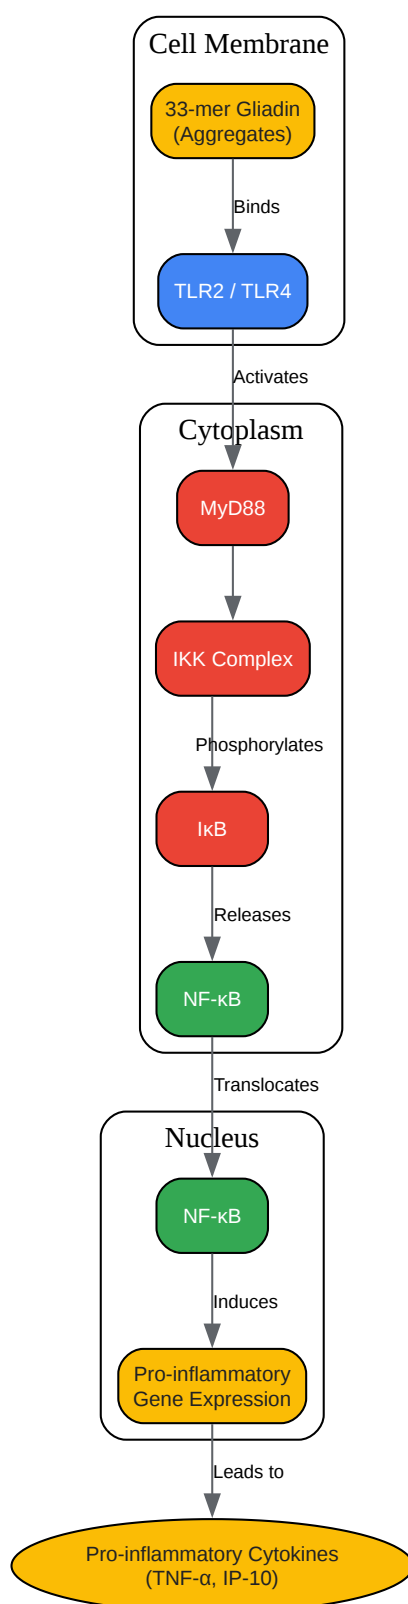 Cell Membrane
33-mer Gliadin
(Aggregates)
Binds
TLR2 / TLR4
Activates
Cytoplasm
MyD88
IKK Complex
Phosphorylates
IκB
Releases
NF-κB
Translocates
Nucleus
NF-κB
Induces
Pro-inflammatory
Gene Expression
Leads to
Pro-inflammatory Cytokines
(TNF-α, IP-10)